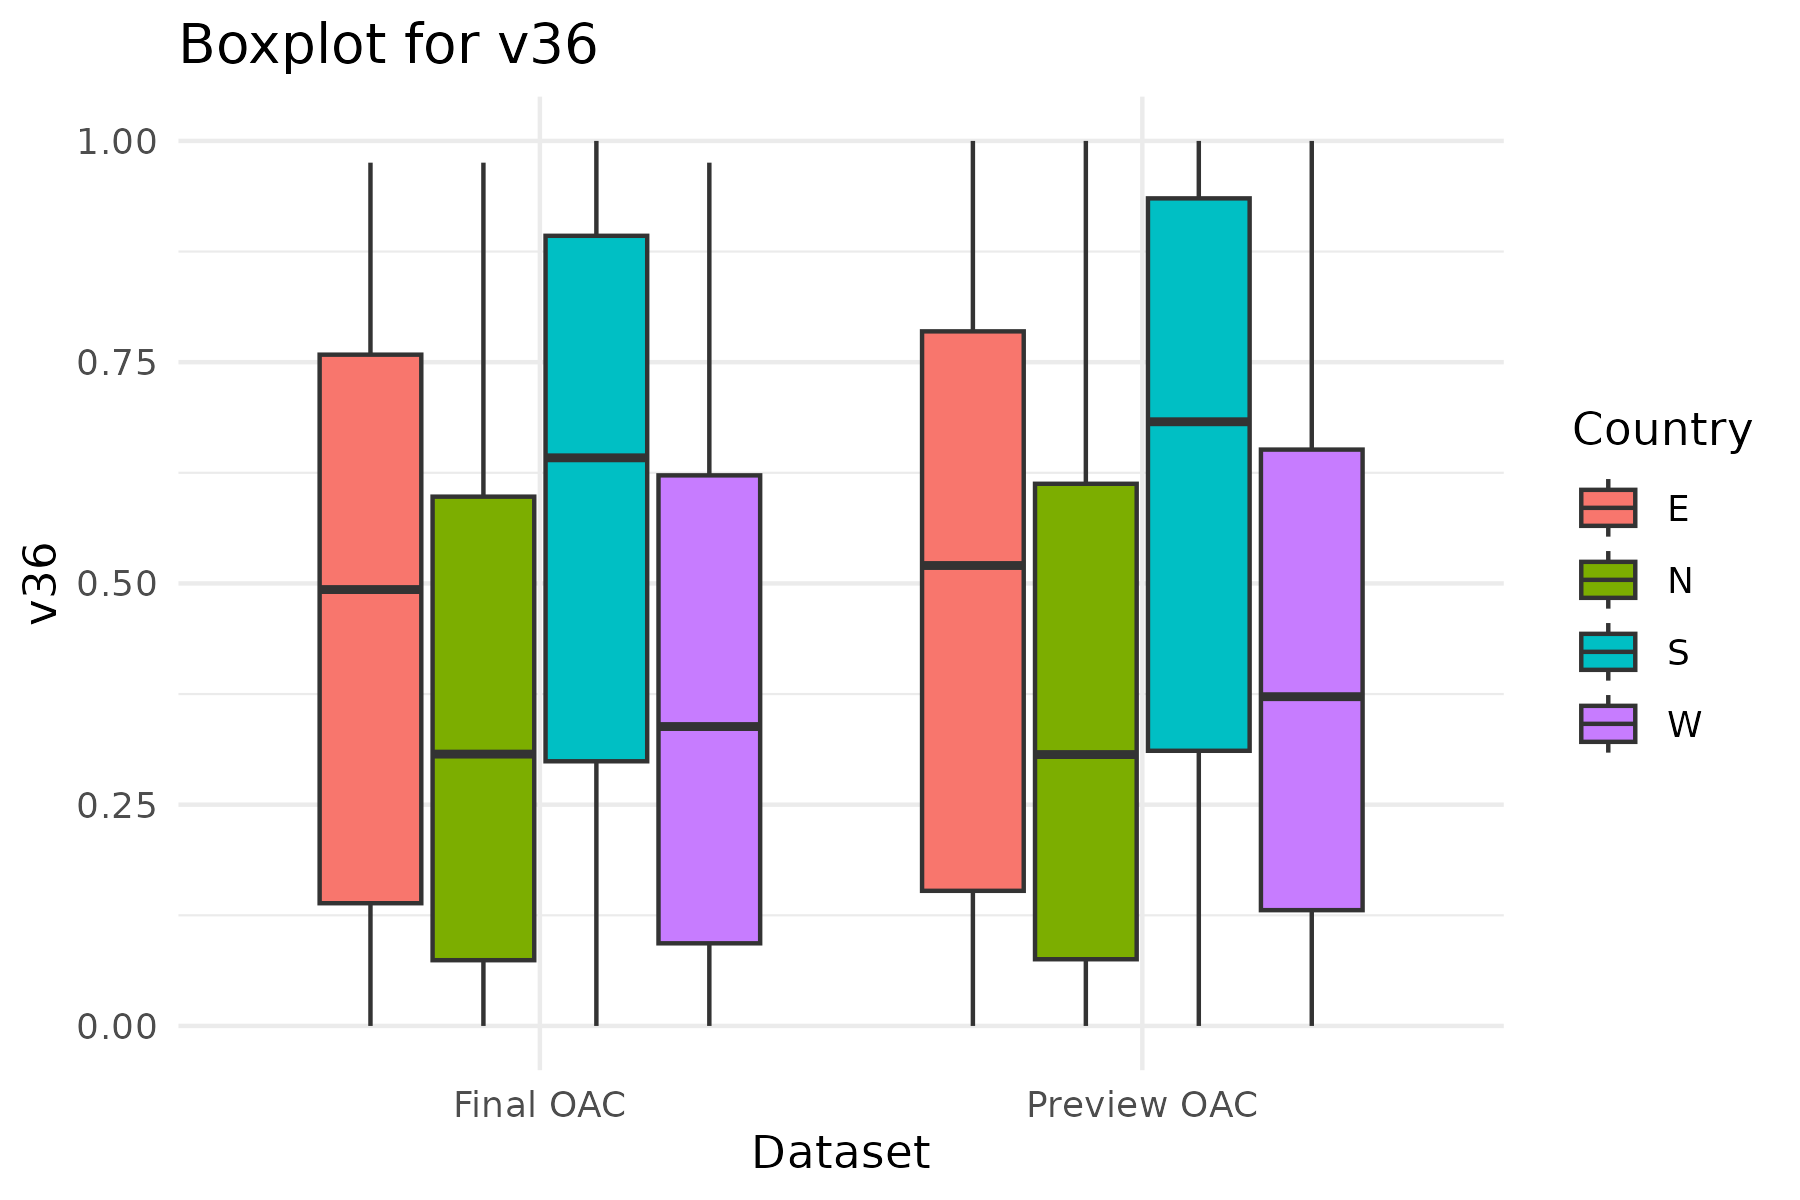 Boxplot for v36
1.00
0.75
0.50
0.25
0.00
v36
Final OAC
Preview OAC
Dataset
Country
E
N
S
W